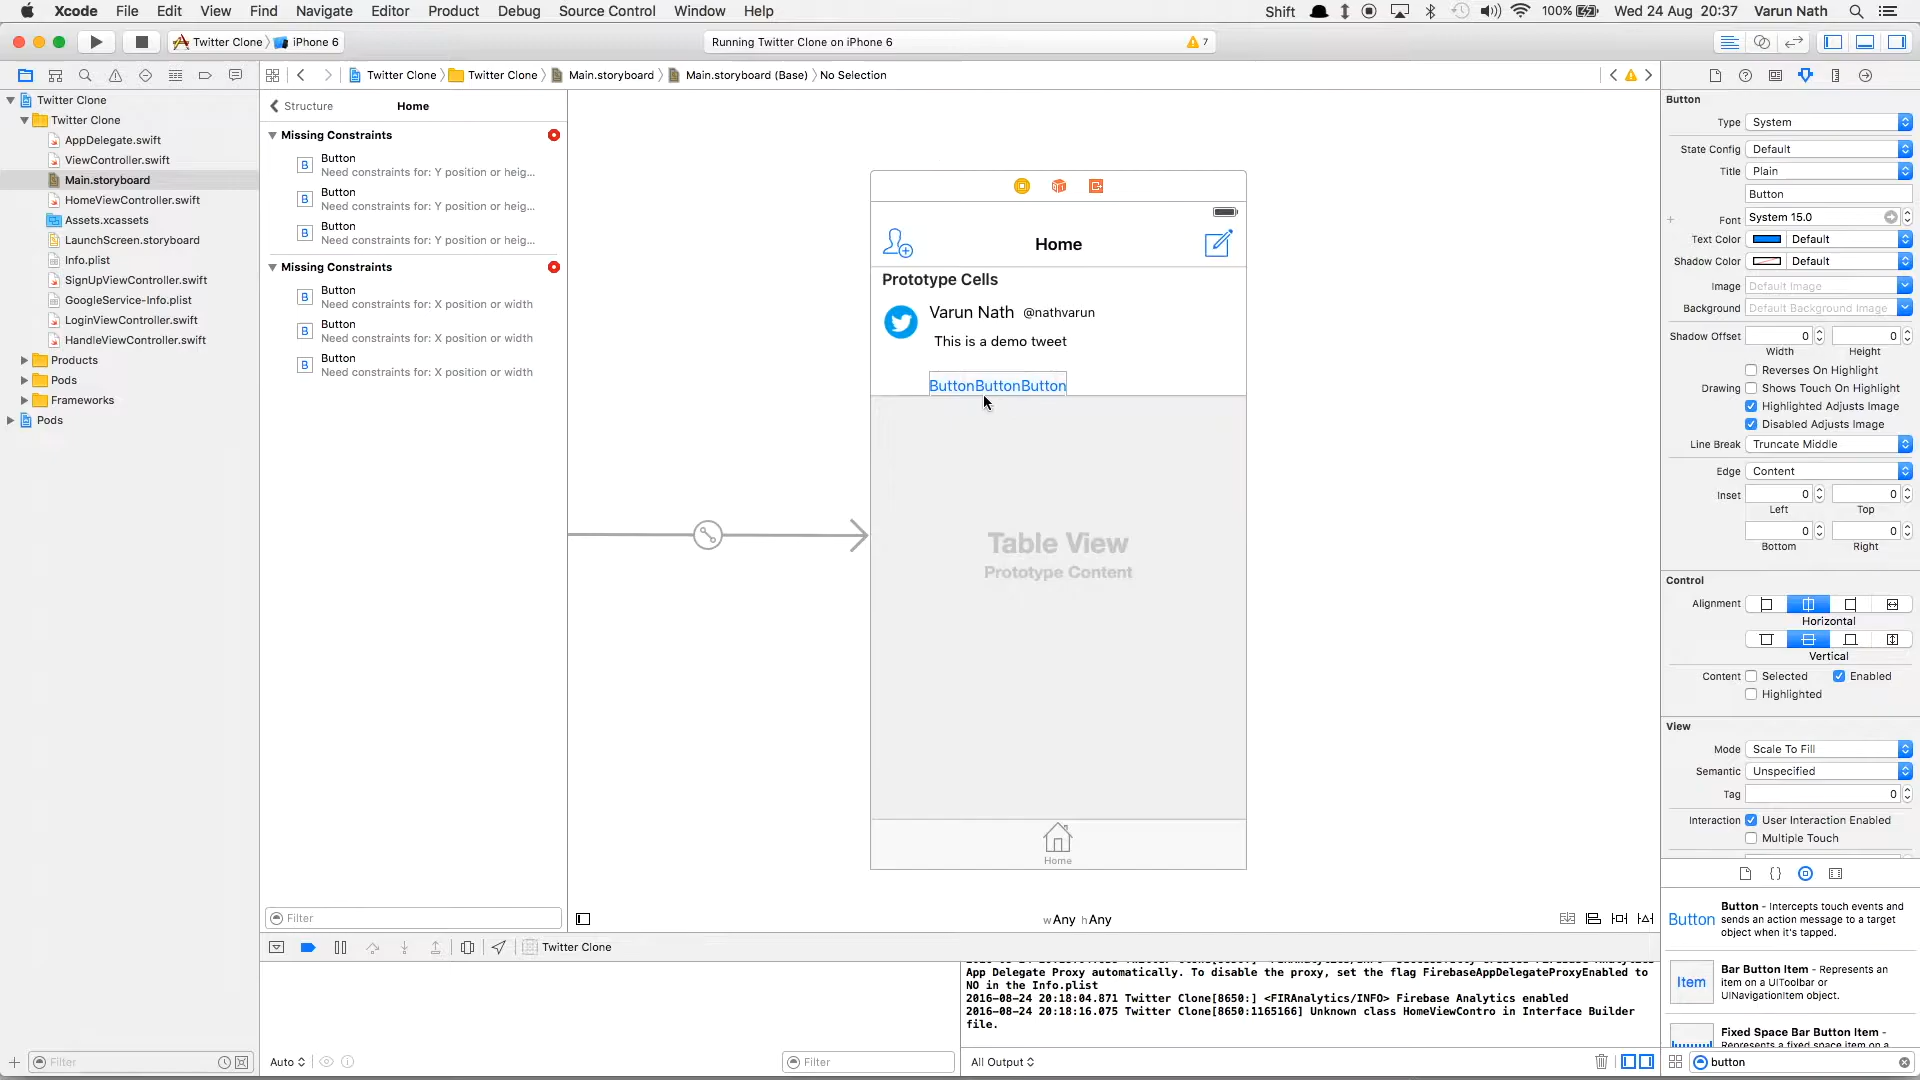 Xcode File Edit View Find Navigate Editor Product Debug Source Control Window Help Shift 100% Wed 24 Aug 20:37 Varun Nath
Twitter Clone iPhone 6 Running Twitter Clone on iPhone 6 7
Twitter Clone Twitter Clone Main.storyboard Main.storyboard (Base) No Selection
Twitter Clone
Twitter Clone
AppDelegate.swift
ViewController.swift
Main.storyboard
HomeViewController.swift
Assets.xcassets
LaunchScreen.storyboard
Info.plist
SignUpViewController.swift
GoogleService-Info.plist
LoginViewController.swift
HandleViewController.swift
Products
Pods
Frameworks
Pods
Filter
Structure Home
Missing Constraints
B Button
Need constraints for: Y position or heig...
B Button
Need constraints for: Y position or heig...
B Button
Need constraints for: Y position or heig...
Missing Constraints
B Button
Need constraints for: X position or width
B Button
Need constraints for: X position or width
B Button
Need constraints for: X position or width
Filter
Home
Prototype Cells
Varun Nath @nathvarun
This is a demo tweet
ButtonButtonButton
Table View
Prototype Content
Home
wAny hAny
Twitter Clone
App Delegate Proxy automatically. To disable the proxy, set the flag FirebaseAppDelegateProxyEnabled to
NO in the Info.plist
2016-08-24 20:18:04.871 Twitter Clone[8650:] <FIRAnalytics/INFO> Firebase Analytics enabled
2016-08-24 20:18:16.075 Twitter Clone[8650:1165166] Unknown class HomeViewContro in Interface Builder
file.
Auto Filter All Output
Button
Type System
State Config Default
Title Plain
Button
Font System 15.0
Text Color Default
Shadow Color Default
Image Default Image
Background Default Background Image
Shadow Offset 0 0
Width Height
Reverses On Highlight
Drawing Shows Touch On Highlight
Highlighted Adjusts Image
Disabled Adjusts Image
Line Break Truncate Middle
Edge Content
Inset 0 0
Left Top
0 0
Bottom Right
Control
Alignment
Horizontal
Vertical
Content Selected Enabled
Highlighted
View
Mode Scale To Fill
Semantic Unspecified
Tag 0
Interaction User Interaction Enabled
Multiple Touch
Button Button - Intercepts touch events and
sends an action message to a target
object when it's tapped.
Item Bar Button Item - Represents an
item on a UIToolbar or
UINavigationItem object.
Fixed Space Bar Button Item -
Represents a fixed space item on a
button